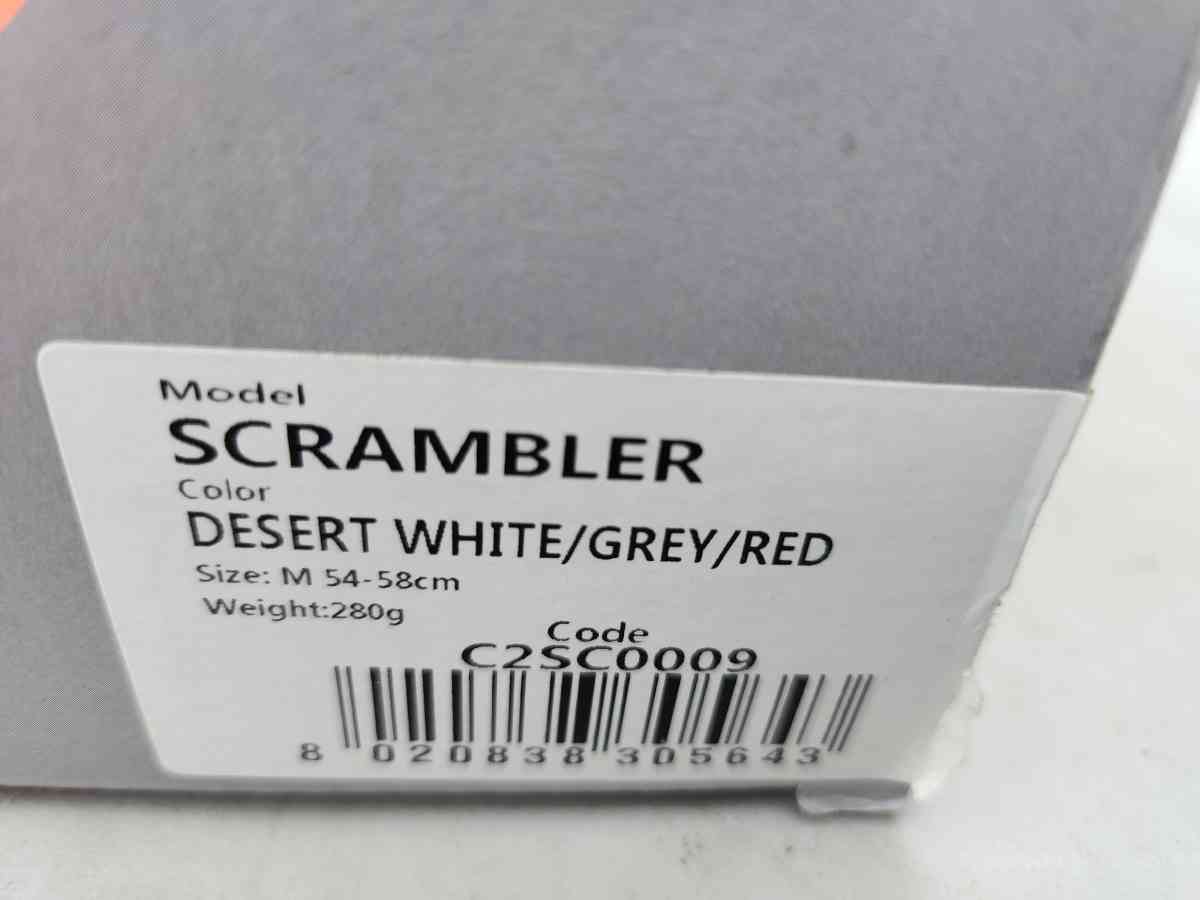 Model
SCRAMBLER
Color
DESERT WHITE/GREY/RED
Size: M 54-58cm
Weight:280g
Code
C2SC0009
8 020838 305643